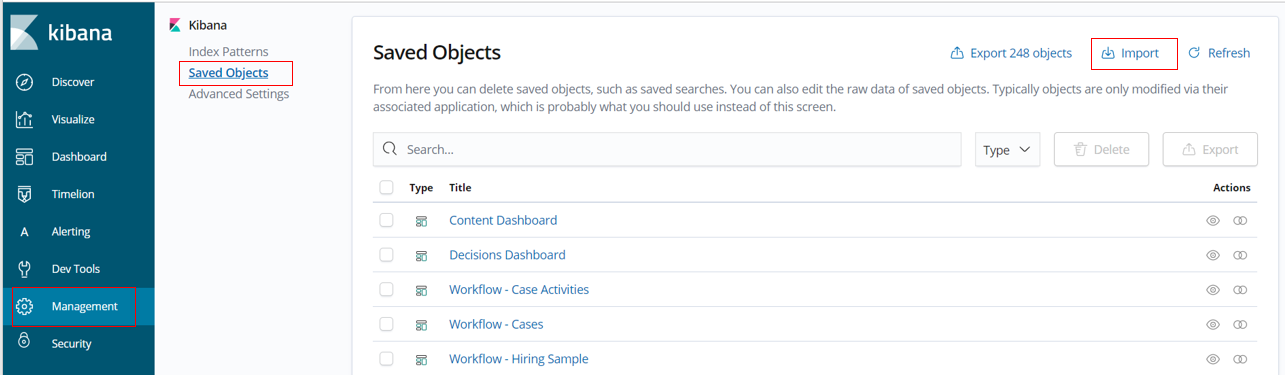 kibana
Discover
Visualize
Dashboard
Timelion
A Alerting
Dev Tools
Management
Security
Kibana
Index Patterns
Saved Objects
Advanced Settings
Saved Objects
Export 248 objects
Import
Refresh
From here you can delete saved objects, such as saved searches. You can also edit the raw data of saved objects. Typically objects are only modified via their
associated application, which is probably what you should use instead of this screen.
Search...
Type
Delete
Export
Type Title Actions
Content Dashboard
Decisions Dashboard
Workflow - Case Activities
Workflow - Cases
Workflow - Hiring Sample